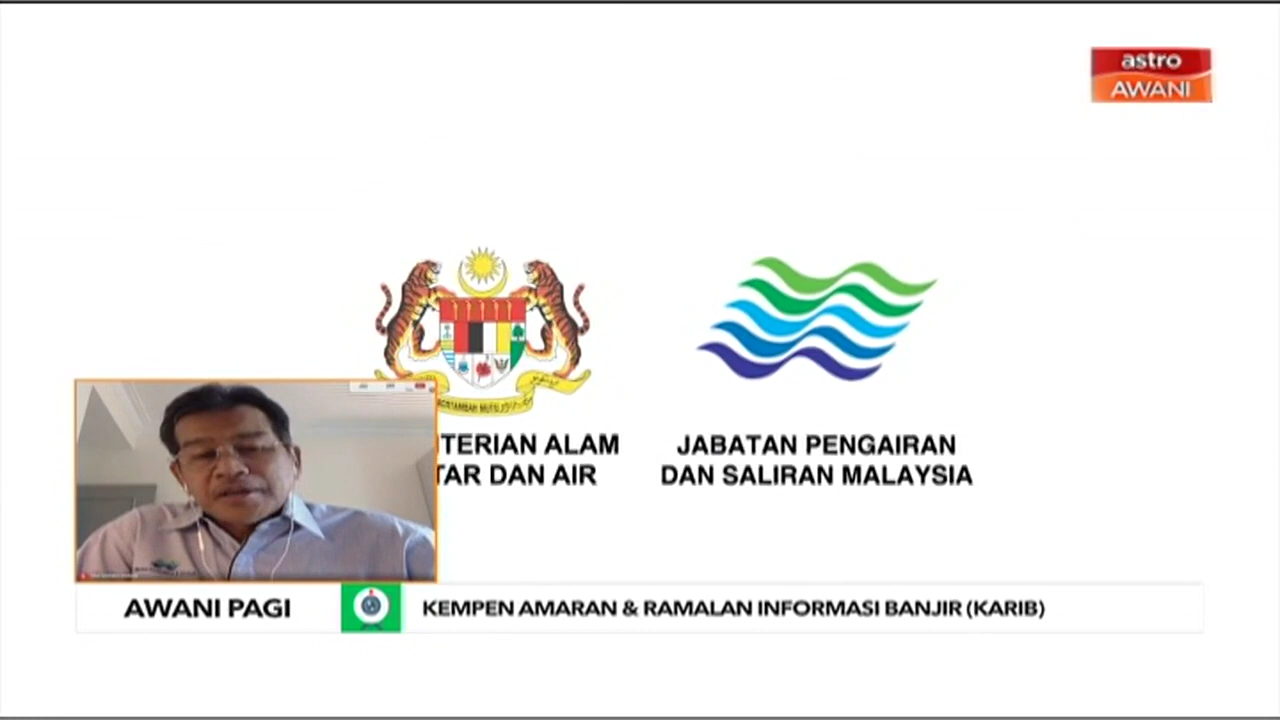 astro
AWANI
TERIAN ALAM
TAR DAN AIR
JABATAN PENGAIRAN
DAN SALIRAN MALAYSIA
AWANI PAGI
KEMPEN AMARAN & RAMALAN INFORMASI BANJIR (KARIB)